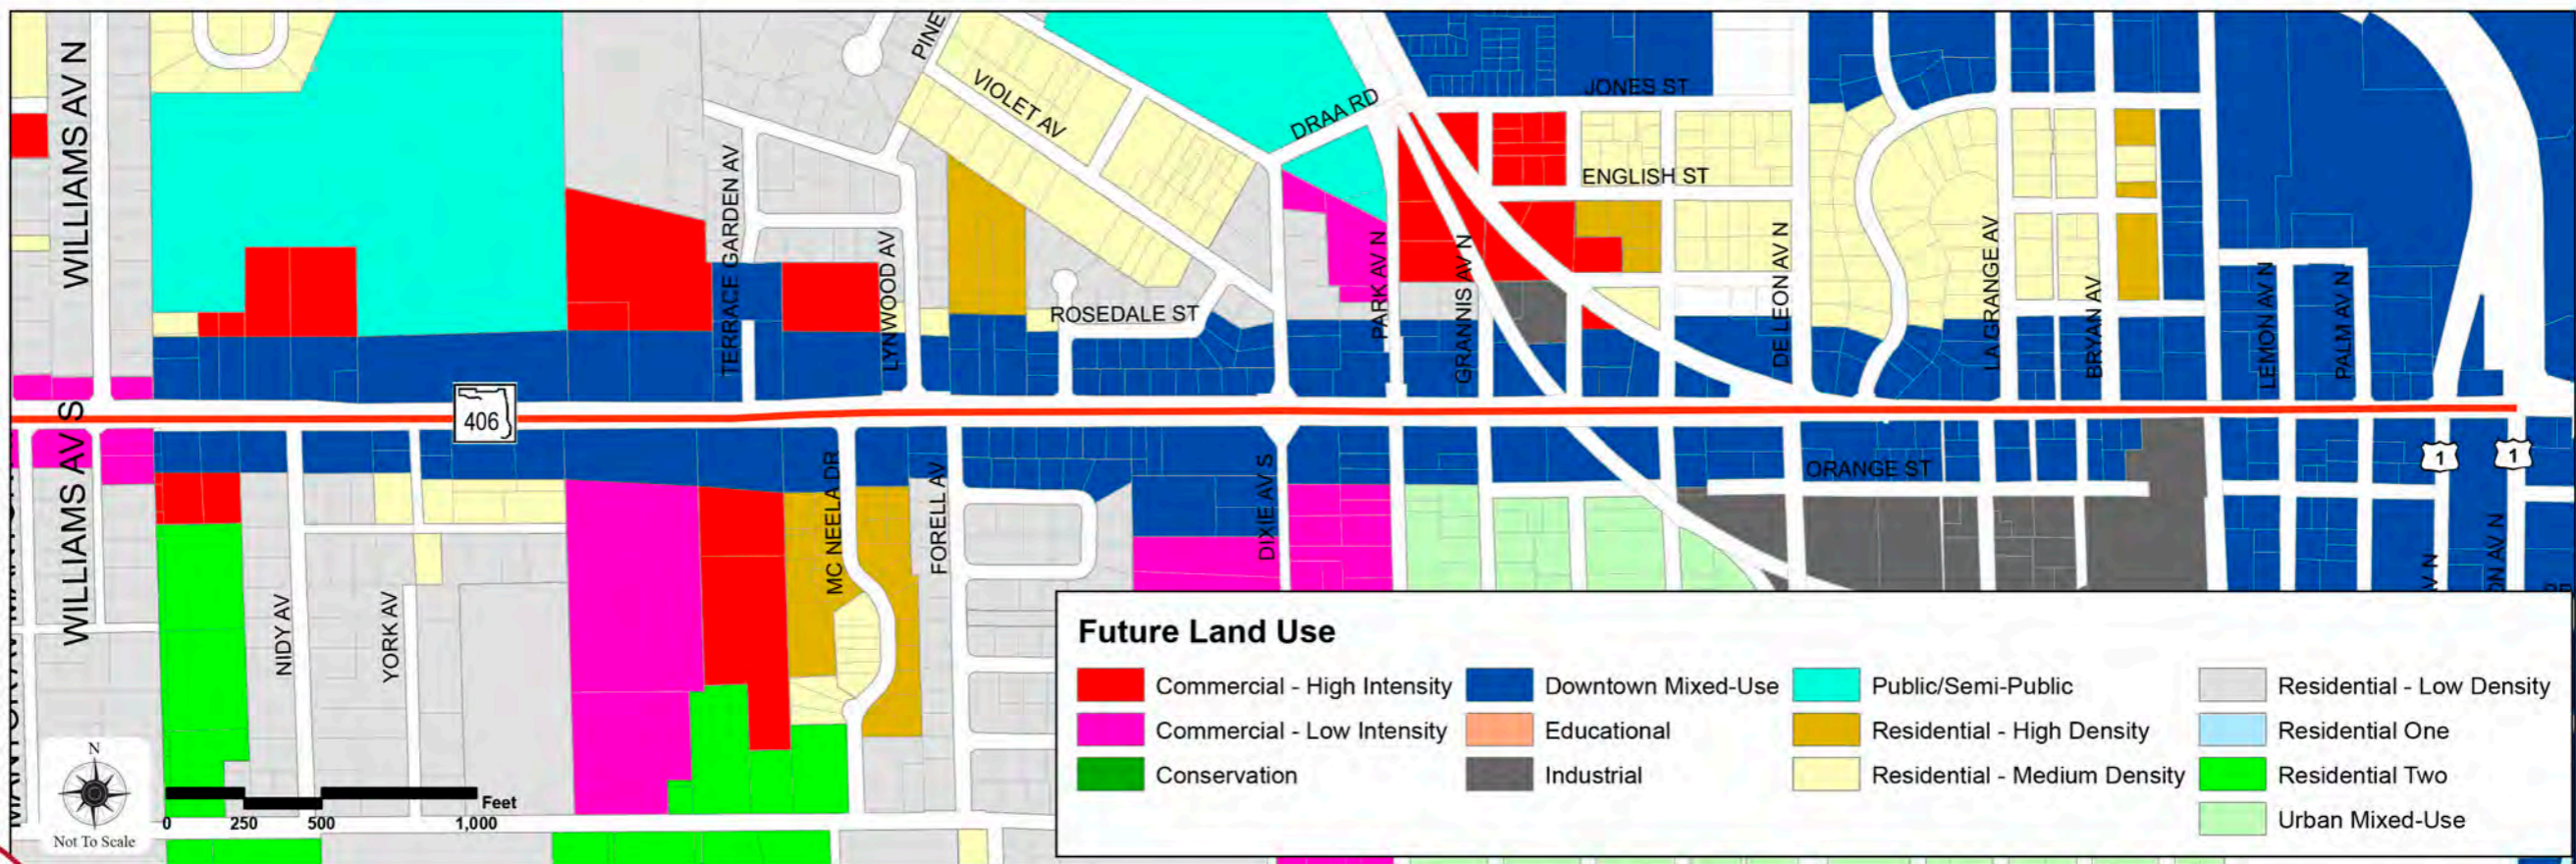 WILLIAMS AV N
PINE
VIOLET AV
DRAA RD
JONES ST
ENGLISH ST
TERRACE GARDEN AV
LYNWOOD AV
ROSEDALE ST
PARK AV N
GRANNIS AV N
DE LEON AV N
LA GRANGE AV
BRYAN AV
LEMON AV N
PALM AV N
406
WILLIAMS AV S
NIDY AV
YORK AV
MC NEELA DR
FORELL AV
DIXIE AV S
ORANGE ST
1
1
V N
ON AV N
Future Land Use
Commercial - High Intensity
Commercial - Low Intensity
Conservation
Downtown Mixed-Use
Educational
Industrial
Public/Semi-Public
Residential - High Density
Residential - Medium Density
Residential - Low Density
Residential One
Residential Two
Urban Mixed-Use
N
Not To Scale
Feet
0 250 500 1,000